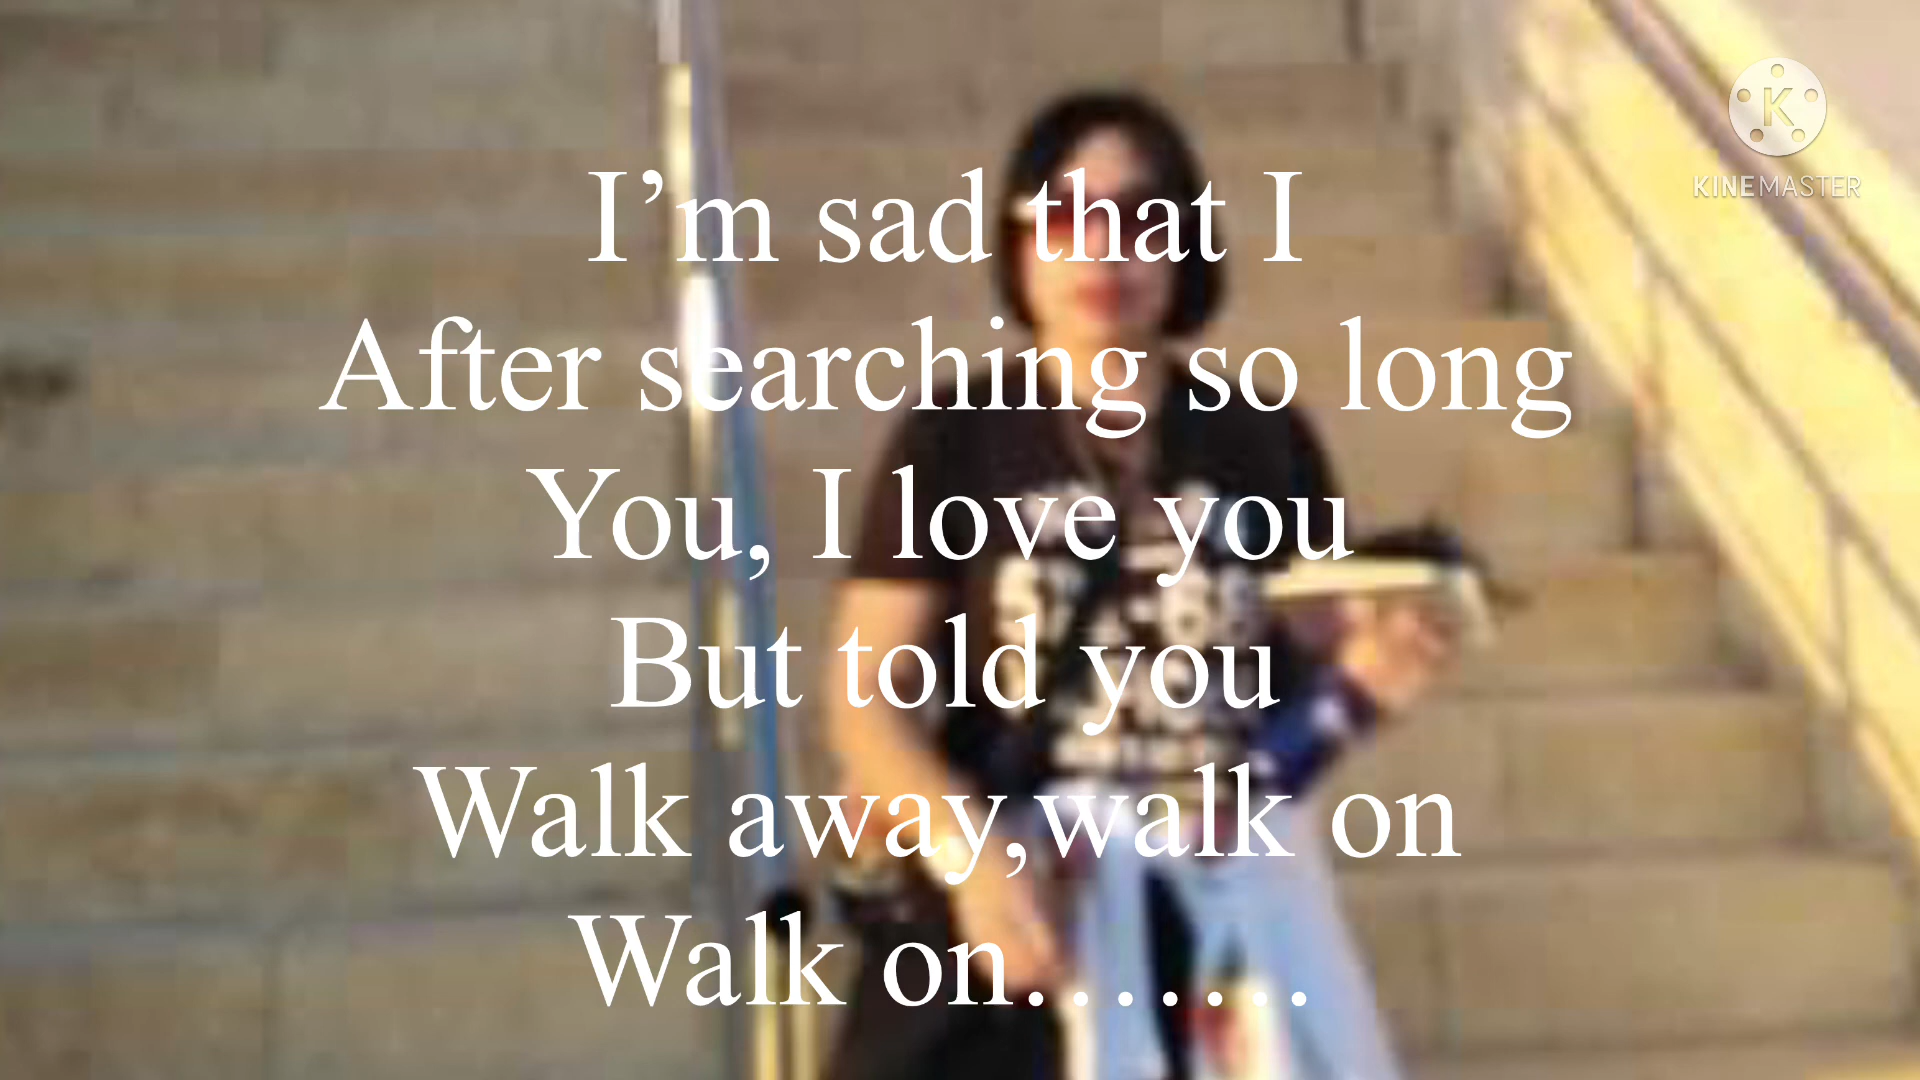 I’m sad that I
After searching so long
You, I love you
But told you
Walk away,walk on
Walk on…….
K
KINEMASTER